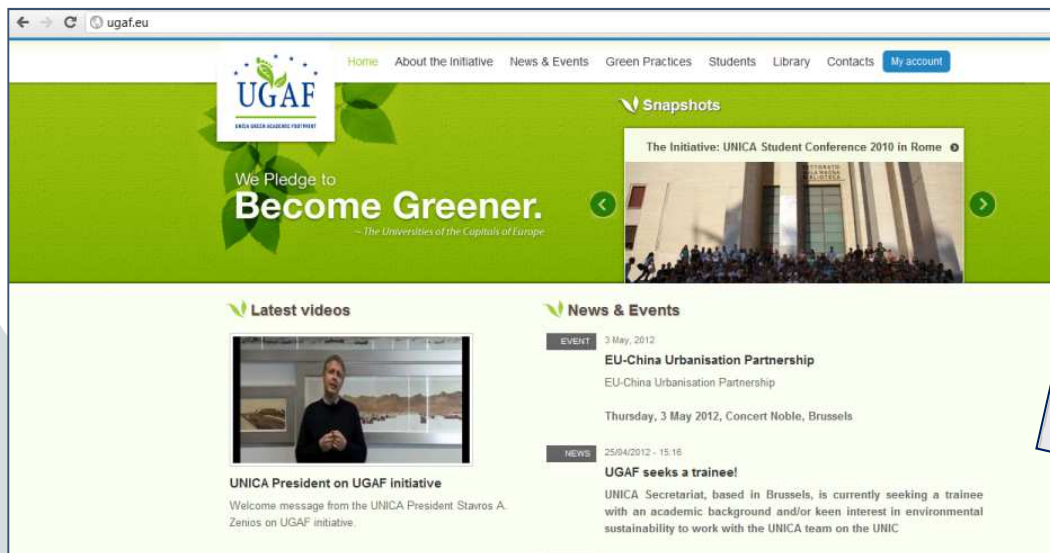 ugaf.eu
UGAF
UNICA GREEN ACADEMIC FOOTPRINT
Home About the Initiative News & Events Green Practices Students Library Contacts My account
We Pledge to
Become Greener.
~ The Universities of the Capitals of Europe
Snapshots
The Initiative: UNICA Student Conference 2010 in Rome
Latest videos
UNICA President on UGAF initiative
Welcome message from the UNICA President Stavros A.
Zenios on UGAF initiative.
News & Events
EVENT 3 May, 2012
EU-China Urbanisation Partnership
EU-China Urbanisation Partnership
Thursday, 3 May 2012, Concert Noble, Brussels
NEWS 25/04/2012 - 15:16
UGAF seeks a trainee!
UNICA Secretariat, based in Brussels, is currently seeking a trainee
with an academic background and/or keen interest in environmental
sustainability to work with the UNICA team on the UNIC